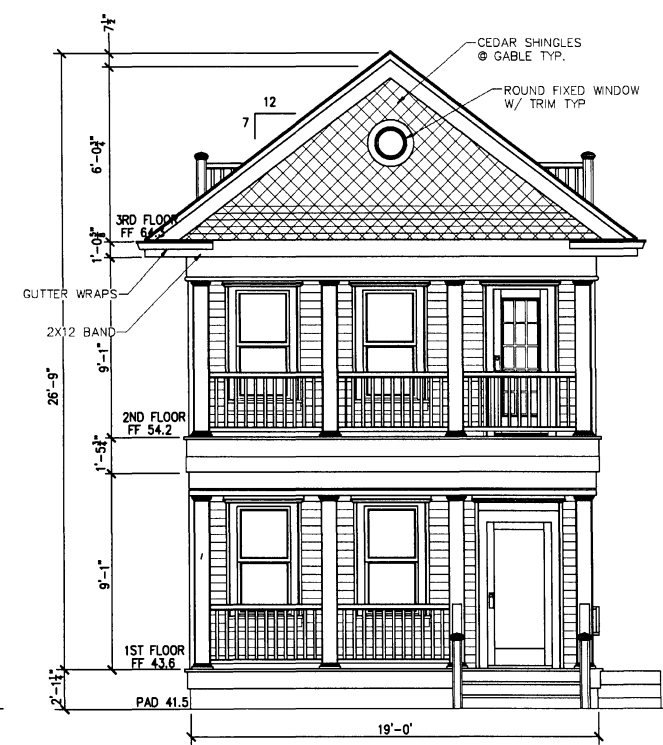 7½"
CEDAR SHINGLES
@ GABLE TYP.
ROUND FIXED WINDOW
W/ TRIM TYP
12
7
6'-0¾"
3RD FLOOR
FF 64.3
1'-0⅝"
GUTTER WRAPS
2X12 BAND
9'-1"
26'-9"
2ND FLOOR
FF 54.2
1'-5¾"
9'-1"
1ST FLOOR
FF 43.6
2'-1¼"
PAD 41.5
19'-0'